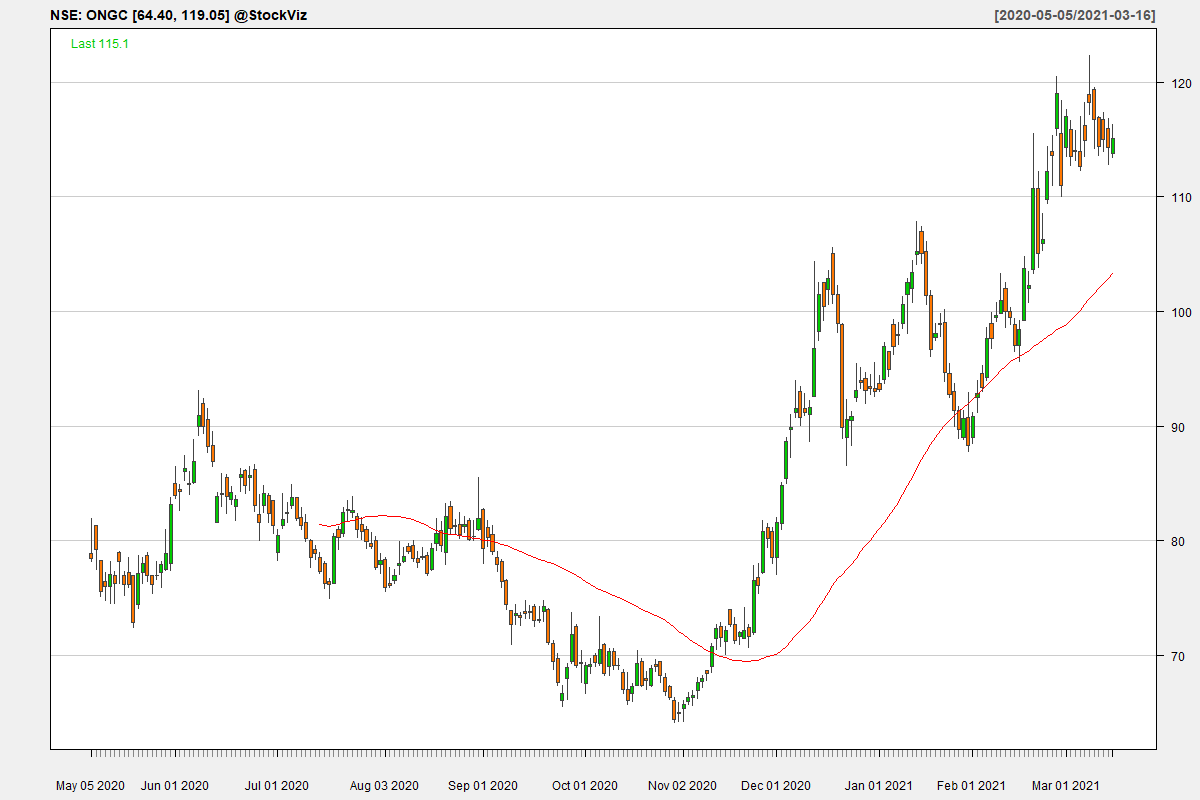 NSE: ONGC [64.40, 119.05] @StockViz [2020-05-05/2021-03-16]
Last 115.1
120
110
100
90
80
70
May 05 2020 Jun 01 2020 Jul 01 2020 Aug 03 2020 Sep 01 2020 Oct 01 2020 Nov 02 2020 Dec 01 2020 Jan 01 2021 Feb 01 2021 Mar 01 2021